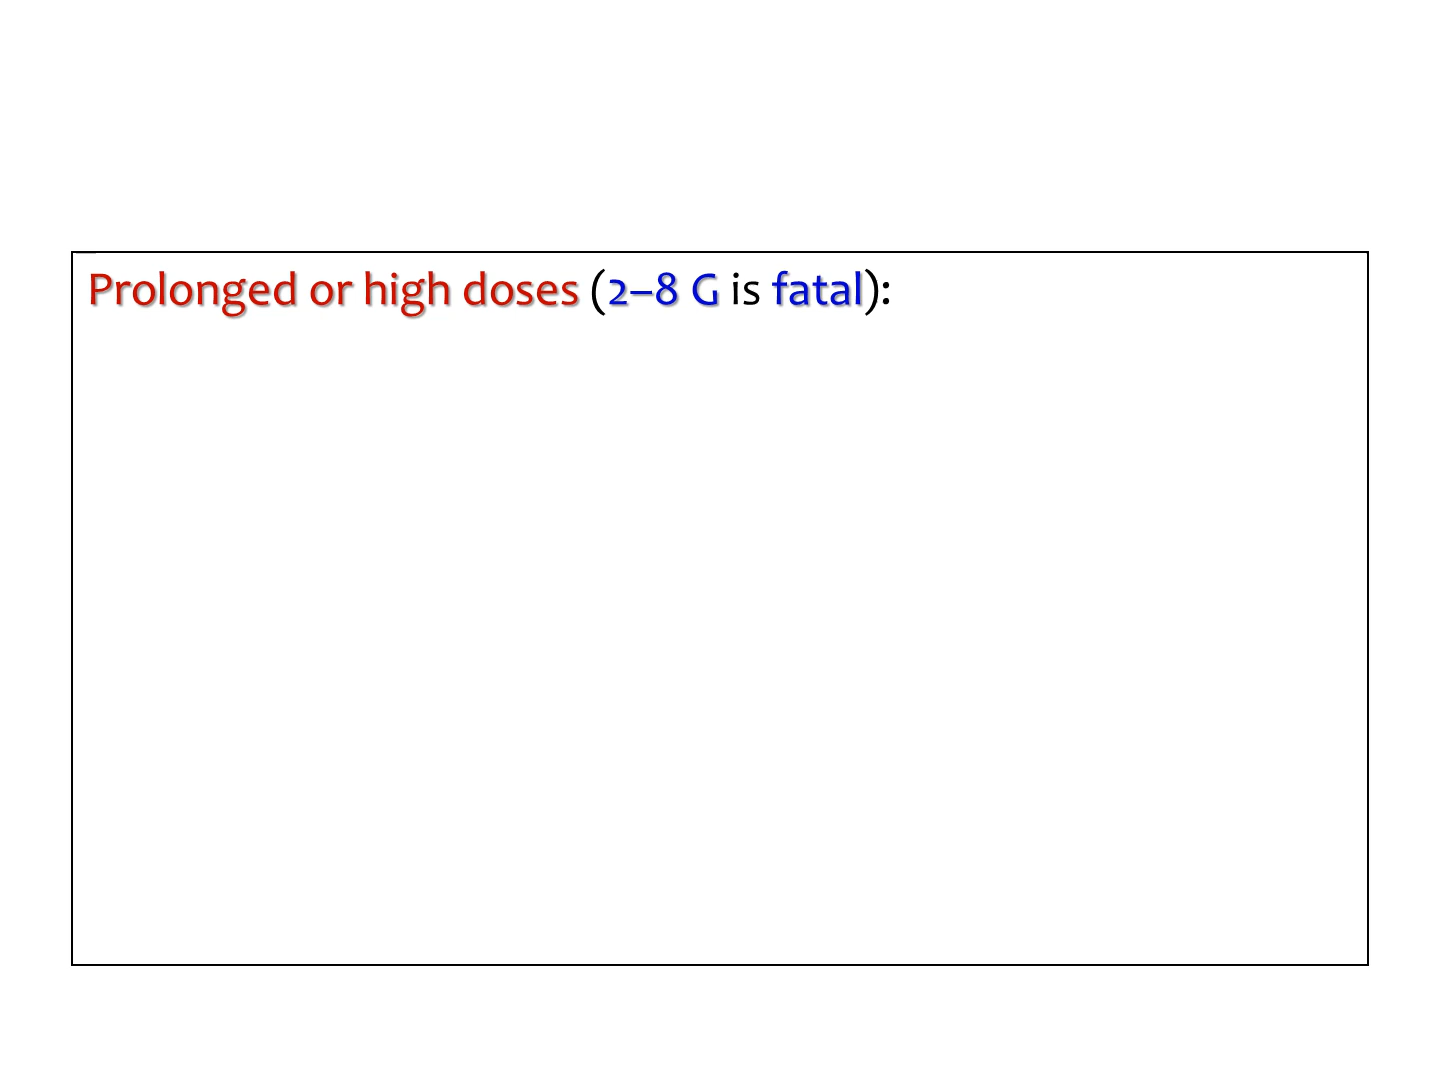 Prolonged or high doses (2–8 G is fatal):